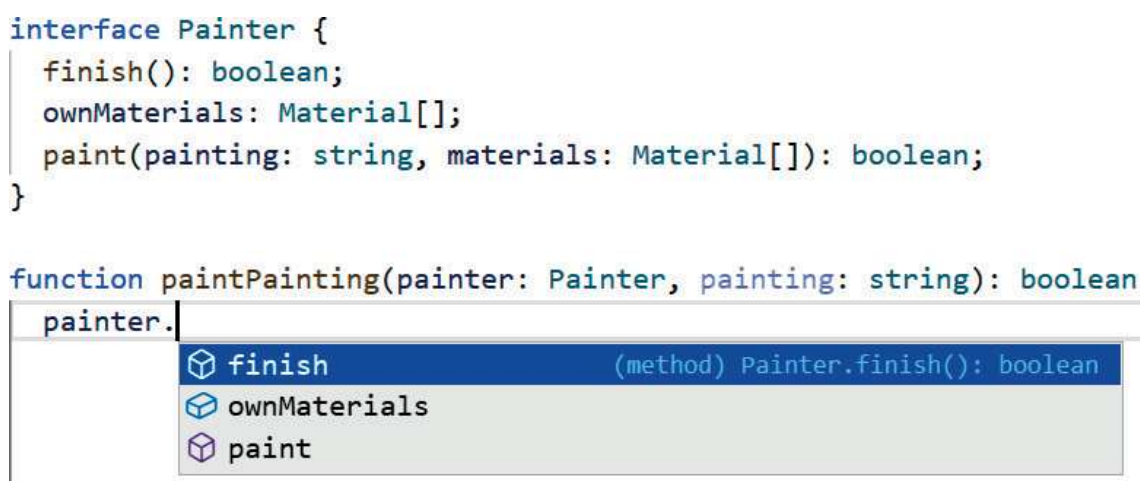 interface Painter {
  finish(): boolean;
  ownMaterials: Material[];
  paint(painting: string, materials: Material[]): boolean;
}
function paintPainting(painter: Painter, painting: string): boolean
  painter.
finish (method) Painter.finish(): boolean
ownMaterials
paint